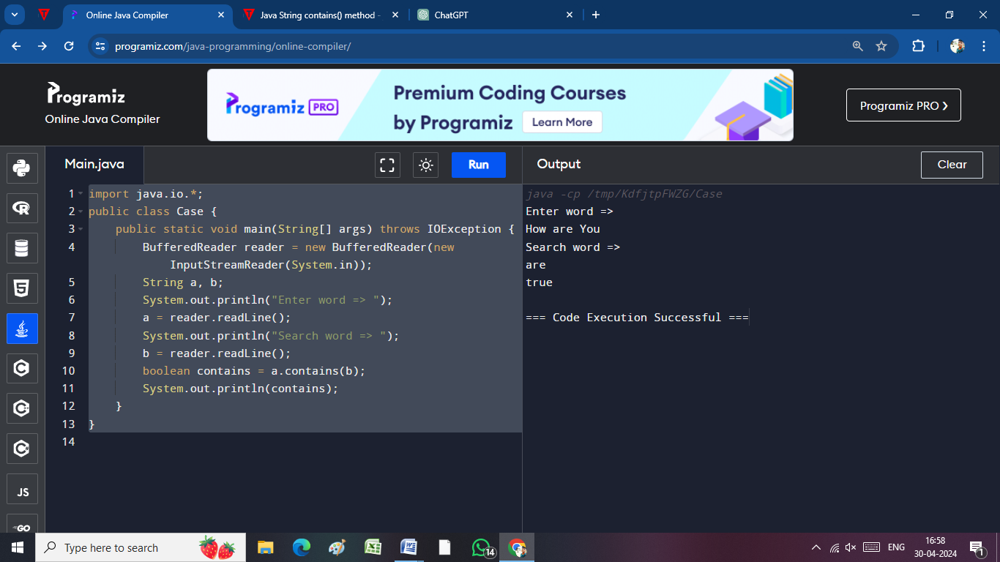 Online Java Compiler
Java String contains() method -
ChatGPT
programiz.com/java-programming/online-compiler/
Programiz
Online Java Compiler
Programiz PRO
Premium Coding Courses
by Programiz Learn More
Programiz PRO ❯
Main.java
Run
Output
Clear
1 import java.io.*;
2 public class Case {
3 public static void main(String[] args) throws IOException {
4 BufferedReader reader = new BufferedReader(new
InputStreamReader(System.in));
5 String a, b;
6 System.out.println("Enter word => ");
7 a = reader.readLine();
8 System.out.println("Search word => ");
9 b = reader.readLine();
10 boolean contains = a.contains(b);
11 System.out.println(contains);
12 }
13 }
14
java -cp /tmp/KdfjtpFWZG/Case
Enter word =>
How are You
Search word =>
are
true
=== Code Execution Successful ===
JS
GO
Type here to search
14
ENG
16:58
30-04-2024
1